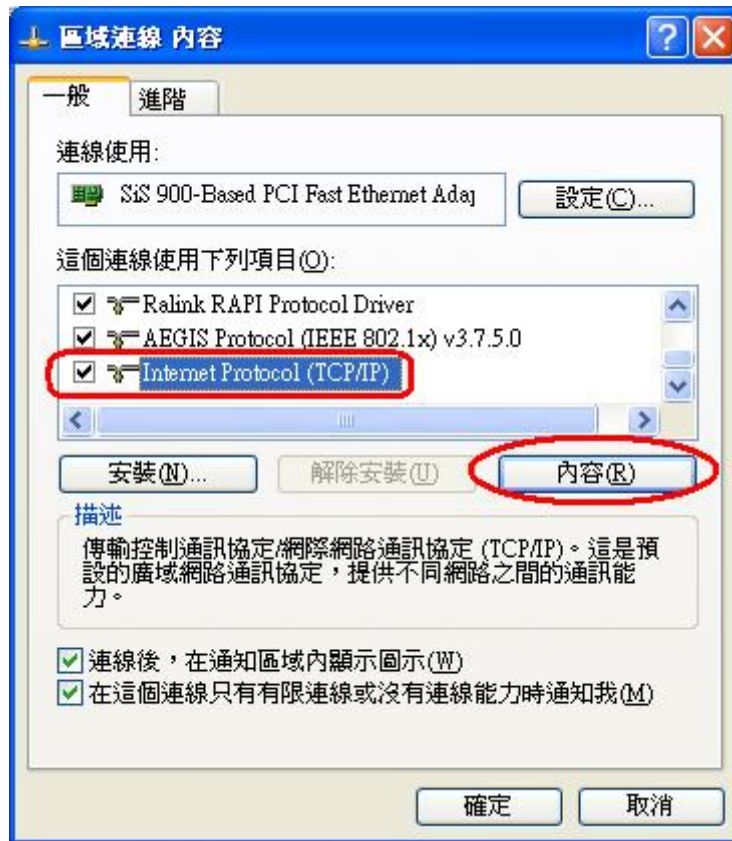 區域連線 內容
一般 進階
連線使用:
SiS 900-Based PCI Fast Ethernet Adap
設定(C)...
這個連線使用下列項目(O):
Ralink RAPI Protocol Driver
AEGIS Protocol (IEEE 802.1x) v3.7.5.0
Internet Protocol (TCP/IP)
安裝(N)... 解除安裝(U) 內容(R)
描述
傳輸控制通訊協定/網際網路通訊協定 (TCP/IP)。這是預
設的廣域網路通訊協定，提供不同網路之間的通訊能
力。
連線後，在通知區域內顯示圖示(W)
在這個連線只有有限連線或沒有連線能力時通知我(M)
確定 取消